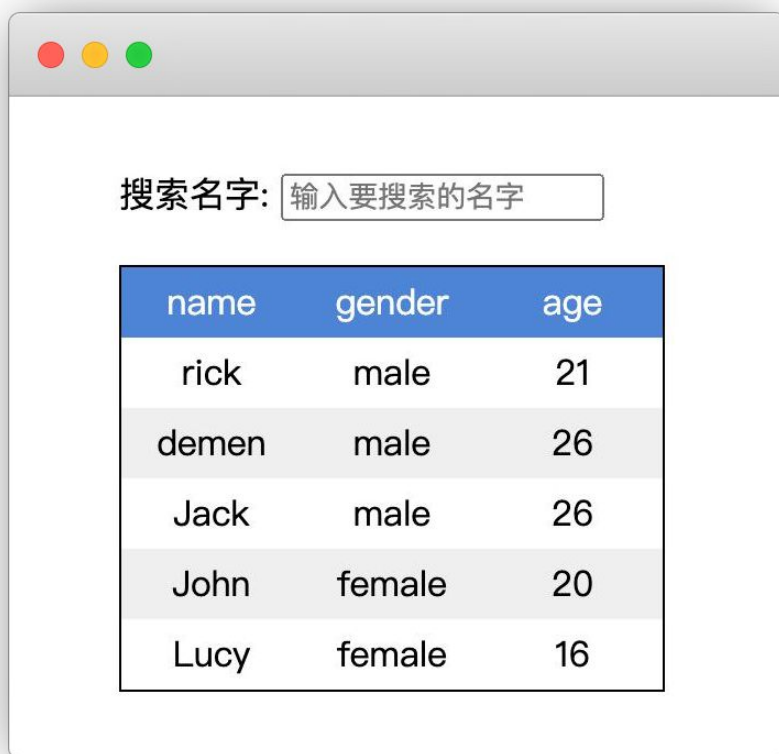 搜索名字: 输入要搜索的名字
name gender age
rick male 21
demen male 26
Jack male 26
John female 20
Lucy female 16